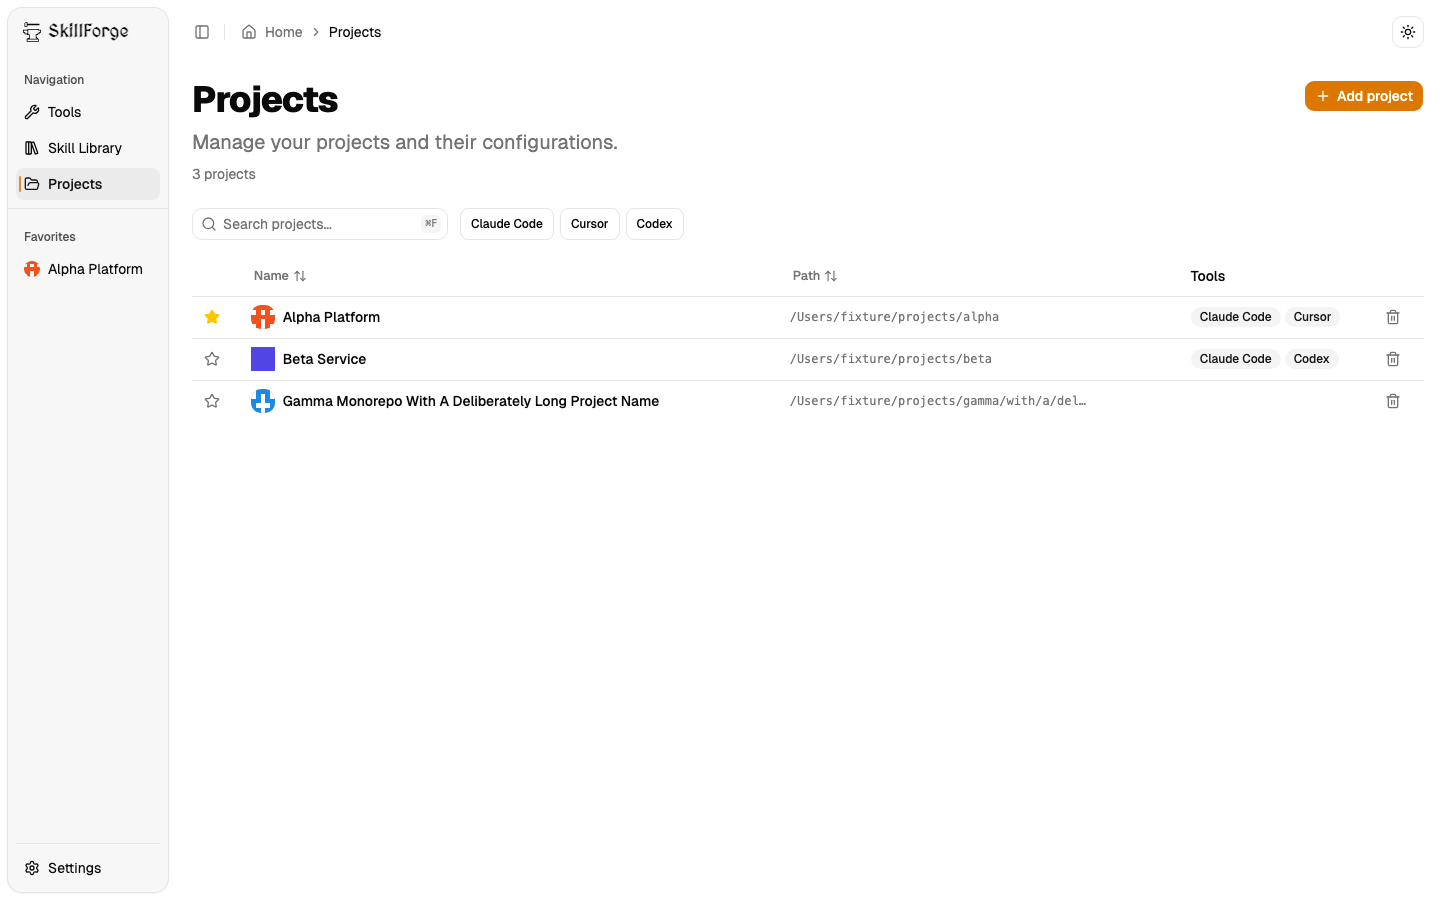 SkillForge
Navigation
Tools
Skill Library
Projects
Favorites
Alpha Platform
Settings
Home > Projects
Projects
Add project
Manage your projects and their configurations.
3 projects
Search projects... ⌘F Claude Code Cursor Codex
Name Path Tools
Alpha Platform /Users/fixture/projects/alpha Claude Code Cursor
Beta Service /Users/fixture/projects/beta Claude Code Codex
Gamma Monorepo With A Deliberately Long Project Name /Users/fixture/projects/gamma/with/a/del…